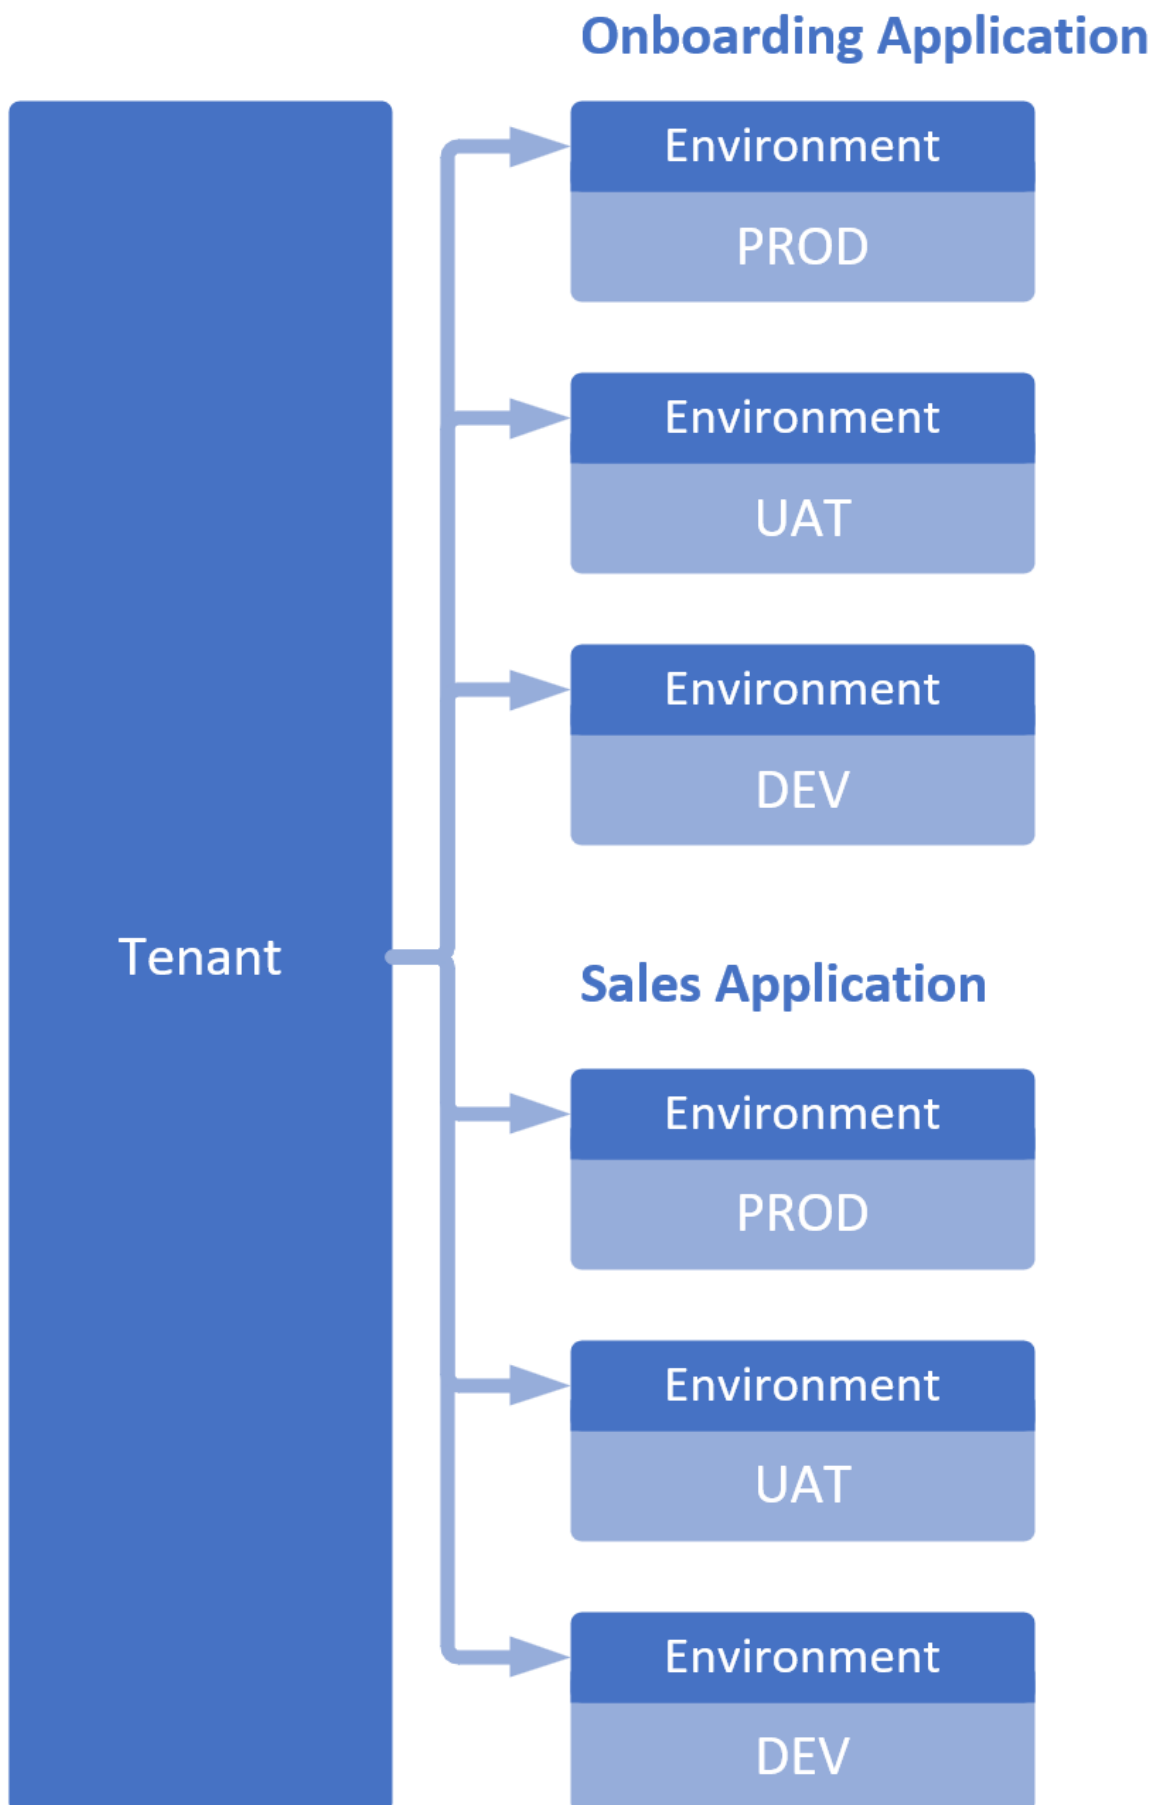 Onboarding Application
Environment
PROD
Environment
UAT
Environment
DEV
Tenant
Sales Application
Environment
PROD
Environment
UAT
Environment
DEV